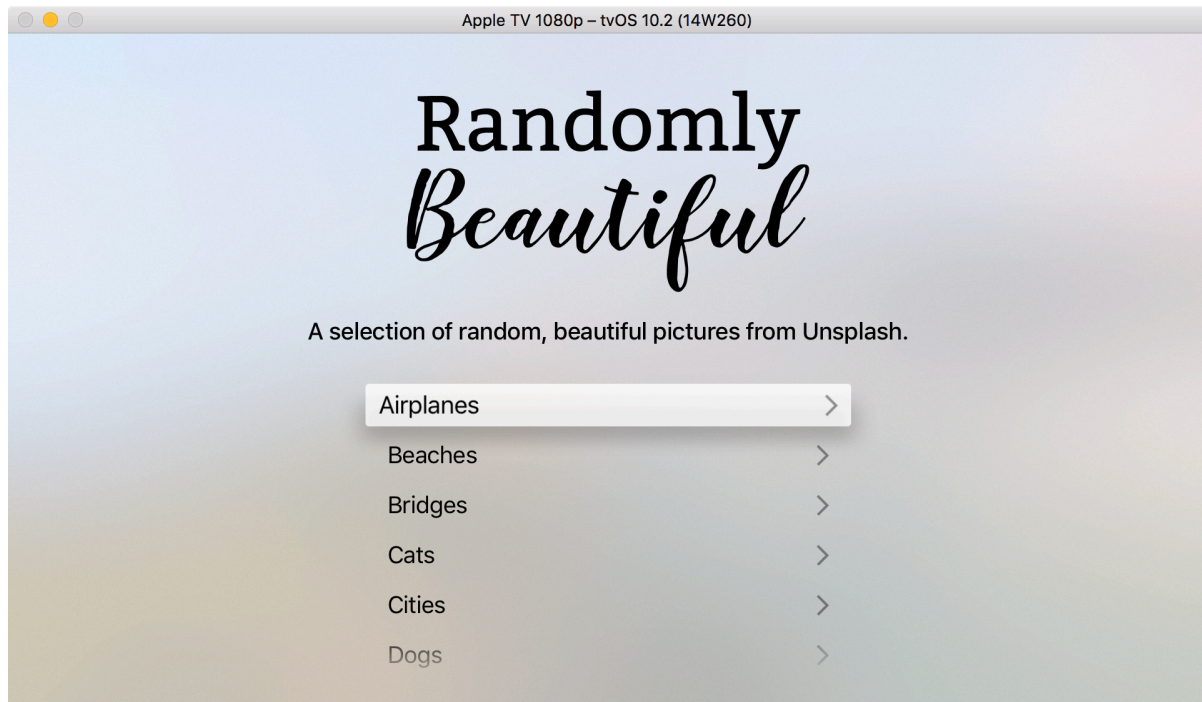 Apple TV 1080p – tvOS 10.2 (14W260)
Randomly
Beautiful
A selection of random, beautiful pictures from Unsplash.
Airplanes
Beaches
Bridges
Cats
Cities
Dogs